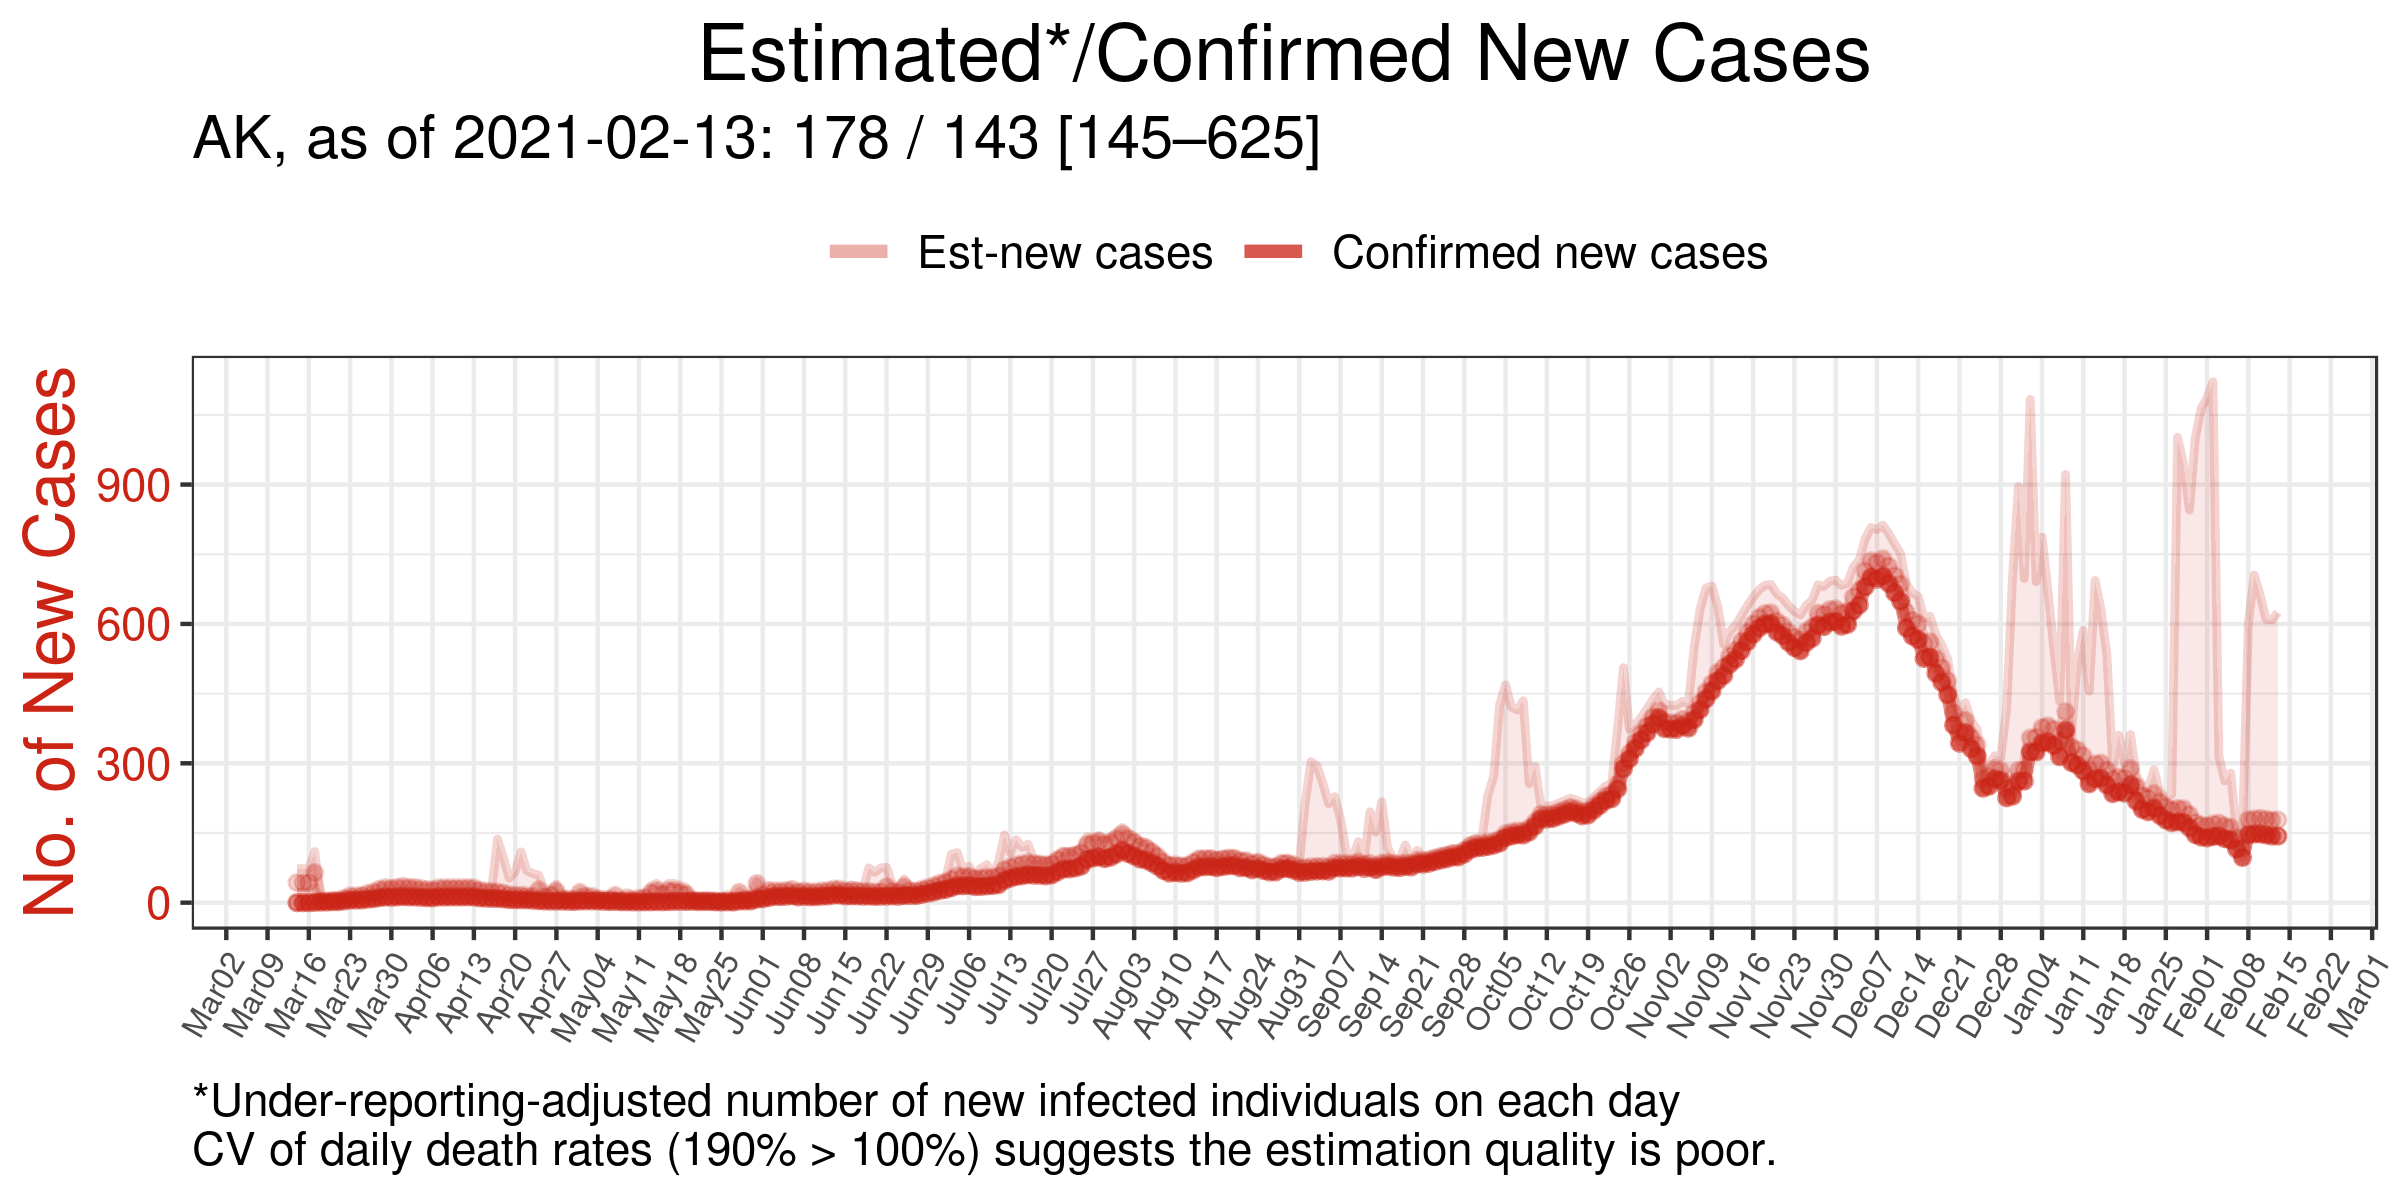 Estimated*/Confirmed New Cases
AK, as of 2021-02-13: 178 / 143 [145–625]
Est-new cases Confirmed new cases
No. of New Cases
900
600
300
0
Mar02 Mar09 Mar16 Mar23 Mar30 Apr06 Apr13 Apr20 Apr27 May04 May11 May18 May25 Jun01 Jun08 Jun15 Jun22 Jun29 Jul06 Jul13 Jul20 Jul27 Aug03 Aug10 Aug17 Aug24 Aug31 Sep07 Sep14 Sep21 Sep28 Oct05 Oct12 Oct19 Oct26 Nov02 Nov09 Nov16 Nov23 Nov30 Dec07 Dec14 Dec21 Dec28 Jan04 Jan11 Jan18 Jan25 Feb01 Feb08 Feb15 Feb22 Mar01
*Under-reporting-adjusted number of new infected individuals on each day
CV of daily death rates (190% > 100%) suggests the estimation quality is poor.